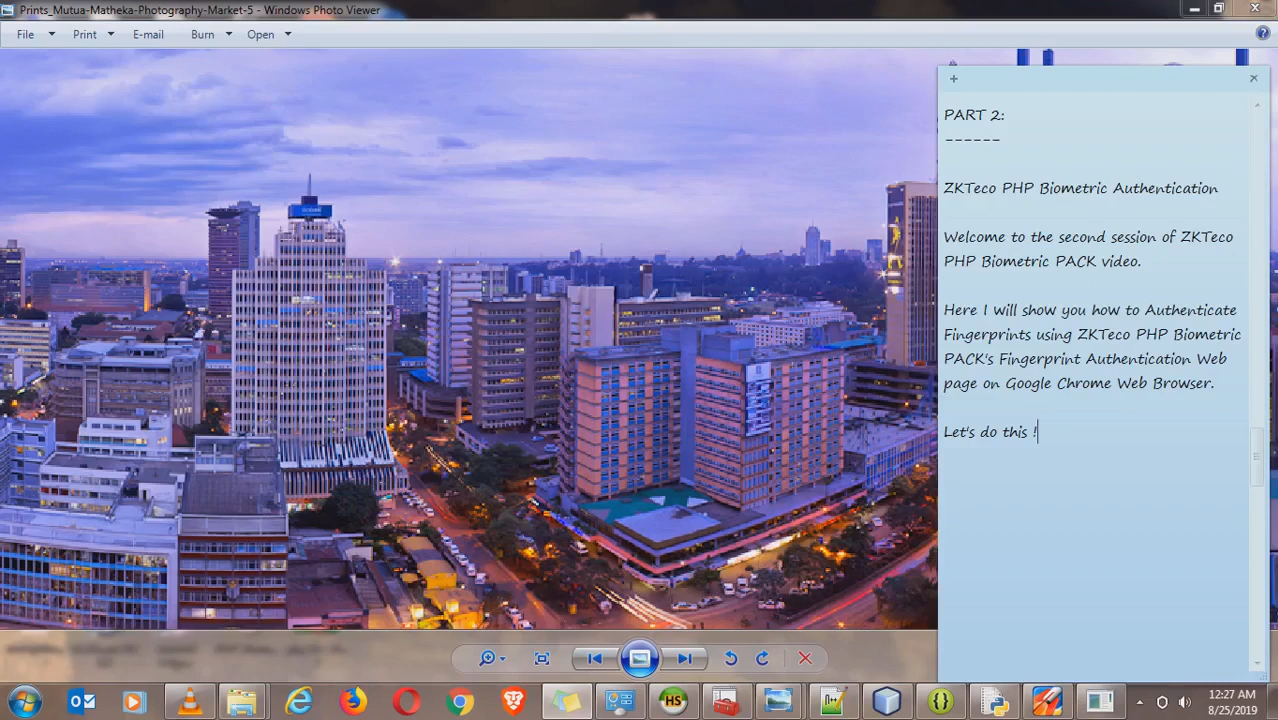 Prints_Mutua-Matheka-Photography-Market-5 - Windows Photo Viewer
File Print E-mail Burn Open
PART 2:
------
ZKTeco PHP Biometric Authentication
Welcome to the second session of ZKTeco
PHP Biometric PACK video.
Here I will show you how to Authenticate
Fingerprints using ZKTeco PHP Biometric
PACK's Fingerprint Authentication Web
page on Google Chrome Web Browser.
Let's do this !
HS
12:27 AM
8/25/2019